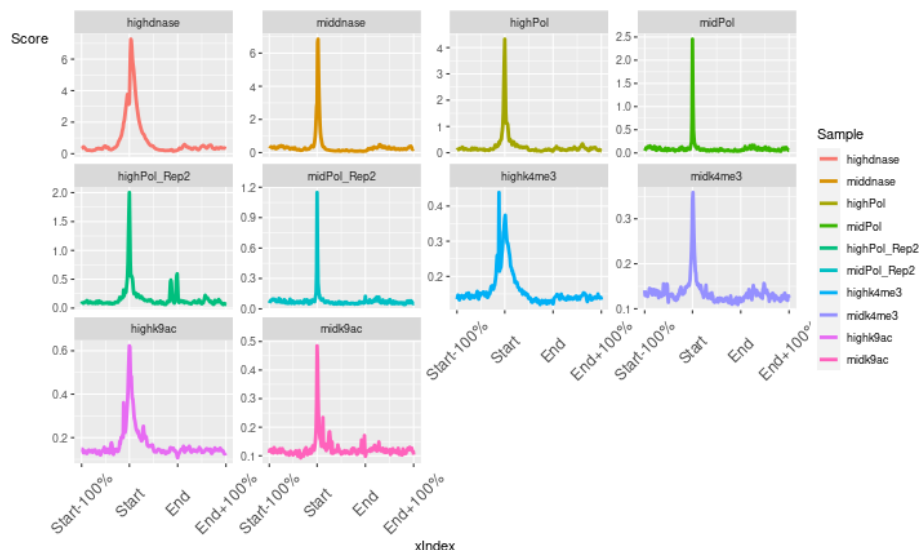 Score
highdnase
middnase
highPol
midPol
6
4
2
0
6
4
2
0
4
3
2
1
0
2.5
2.0
1.5
1.0
0.5
0.0
highPol_Rep2
midPol_Rep2
highk4me3
midk4me3
2.0
1.5
1.0
0.5
0.0
1.2
0.9
0.6
0.3
0.0
0.4
0.3
0.2
0.3
0.2
0.1
Start-100%
Start
End
End+100%
Start-100%
Start
End
End+100%
highk9ac
midk9ac
0.6
0.4
0.2
0.5
0.4
0.3
0.2
0.1
Start-100%
Start
End
End+100%
Start-100%
Start
End
End+100%
xIndex
Sample
highdnase
middnase
highPol
midPol
highPol_Rep2
midPol_Rep2
highk4me3
midk4me3
highk9ac
midk9ac